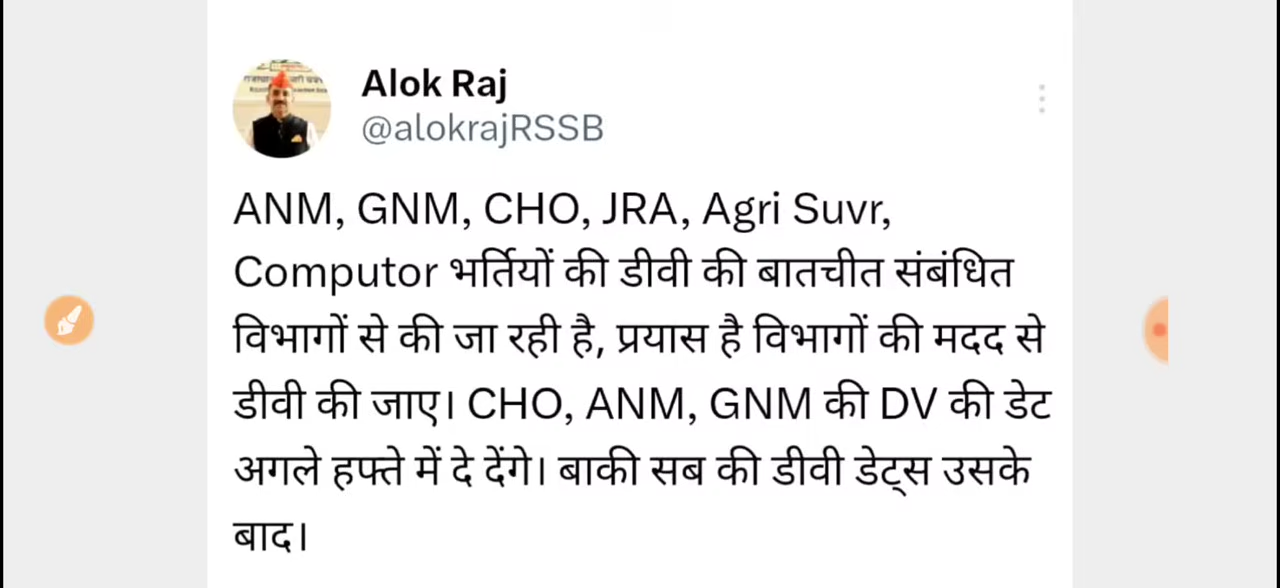 Alok Raj
@alokrajRSSB
ANM, GNM, CHO, JRA, Agri Suvr,
Computor भर्तियों की डीवी की बातचीत संबंधित
विभागों से की जा रही है, प्रयास है विभागों की मदद से
डीवी की जाए। CHO, ANM, GNM की DV की डेट
अगले हफ्ते में दे देंगे। बाकी सब की डीवी डेट्स उसके
बाद।